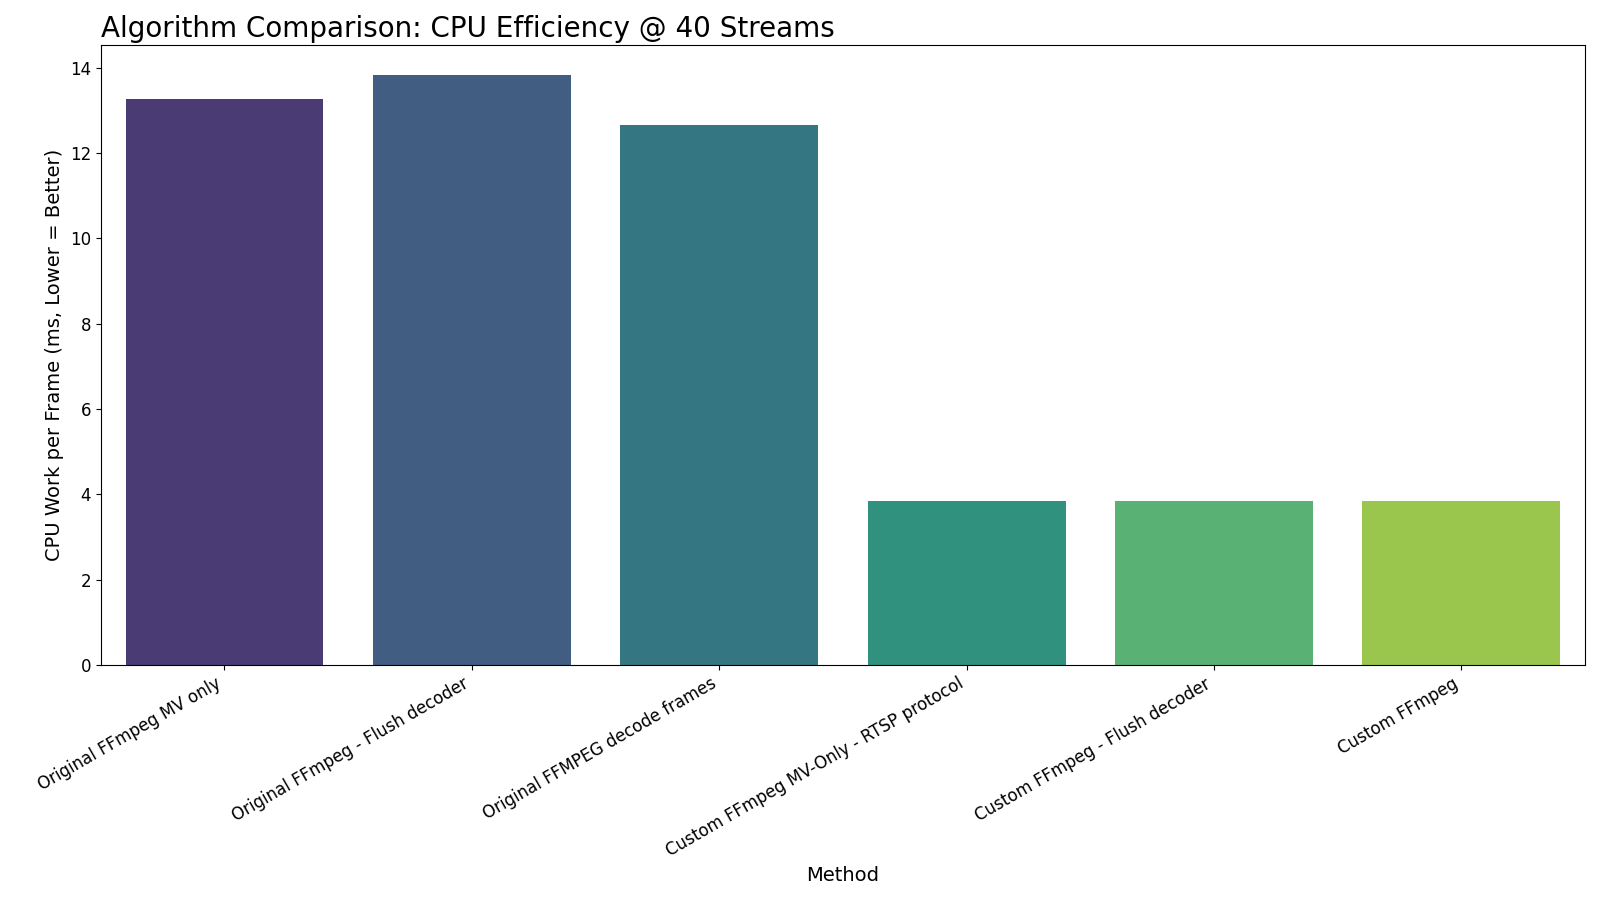 Algorithm Comparison: CPU Efficiency @ 40 Streams
CPU Work per Frame (ms, Lower = Better)
14
12
10
8
6
4
2
0
Original FFmpeg MV only
Original FFmpeg - Flush decoder
Original FFMPEG decode frames
Custom FFmpeg MV-Only - RTSP protocol
Custom FFmpeg - Flush decoder
Custom FFmpeg
Method